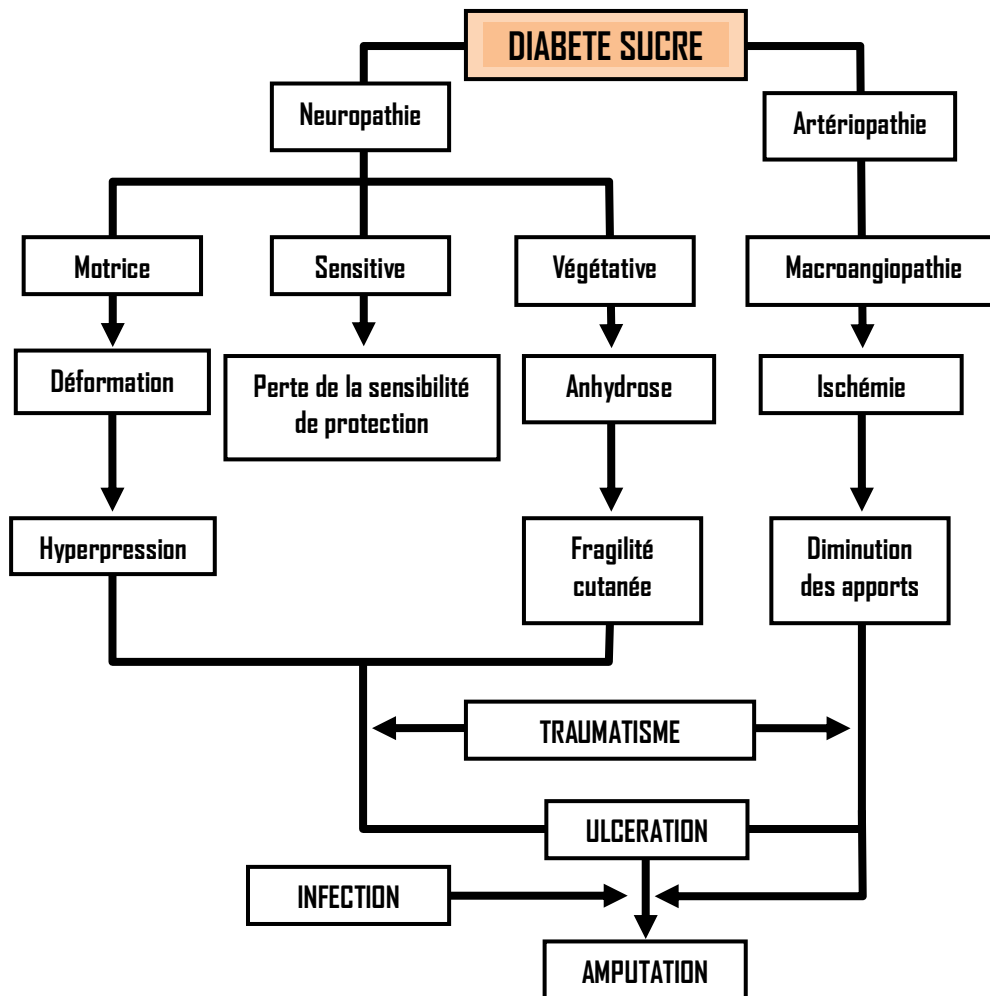 DIABETE SUCRE
Neuropathie
Artériopathie
Motrice
Sensitive
Végétative
Macroangiopathie
Déformation
Perte de la sensibilité
de protection
Anhydrose
Ischémie
Hyperpression
Fragilité
cutanée
Diminution
des apports
TRAUMATISME
ULCERATION
INFECTION
AMPUTATION